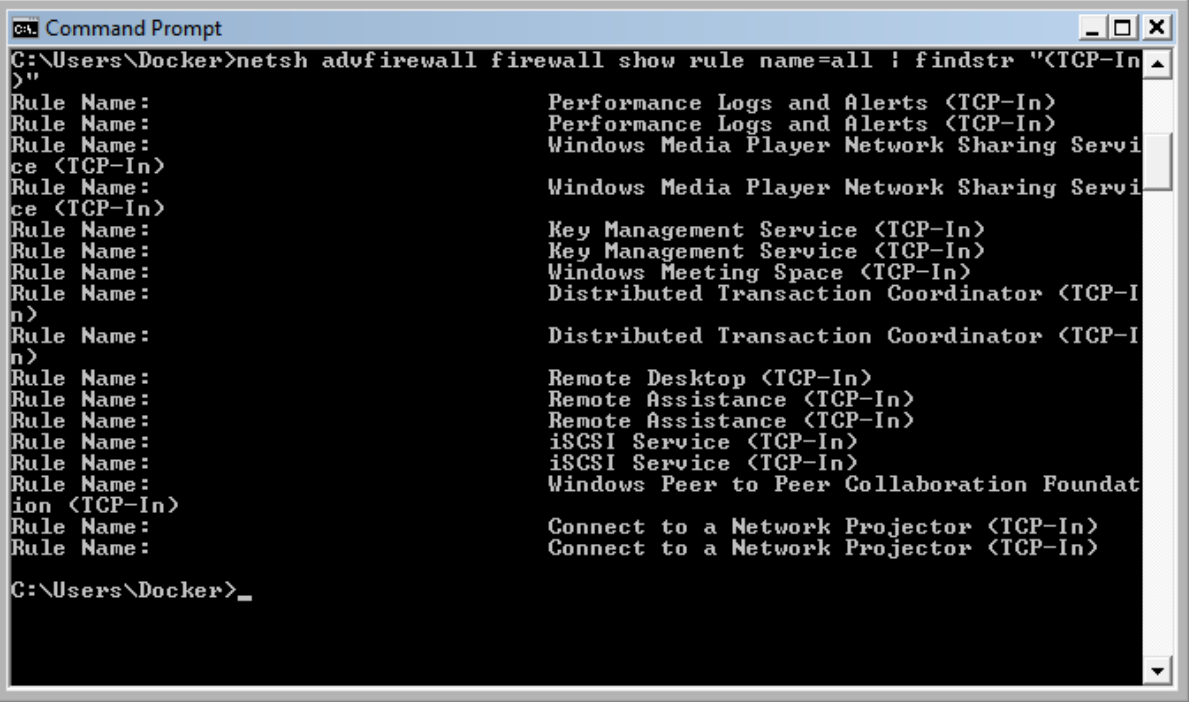 Command Prompt
C:\Users\Docker>netsh advfirewall firewall show rule name=all | findstr "(TCP-In
)"
Rule Name:                            Performance Logs and Alerts (TCP-In)
Rule Name:                            Performance Logs and Alerts (TCP-In)
Rule Name:                            Windows Media Player Network Sharing Servi
ce (TCP-In)
Rule Name:                            Windows Media Player Network Sharing Servi
ce (TCP-In)
Rule Name:                            Key Management Service (TCP-In)
Rule Name:                            Key Management Service (TCP-In)
Rule Name:                            Windows Meeting Space (TCP-In)
Rule Name:                            Distributed Transaction Coordinator (TCP-I
n)
Rule Name:                            Distributed Transaction Coordinator (TCP-I
n)
Rule Name:                            Remote Desktop (TCP-In)
Rule Name:                            Remote Assistance (TCP-In)
Rule Name:                            Remote Assistance (TCP-In)
Rule Name:                            iSCSI Service (TCP-In)
Rule Name:                            iSCSI Service (TCP-In)
Rule Name:                            Windows Peer to Peer Collaboration Foundat
ion (TCP-In)
Rule Name:                            Connect to a Network Projector (TCP-In)
Rule Name:                            Connect to a Network Projector (TCP-In)
C:\Users\Docker>_